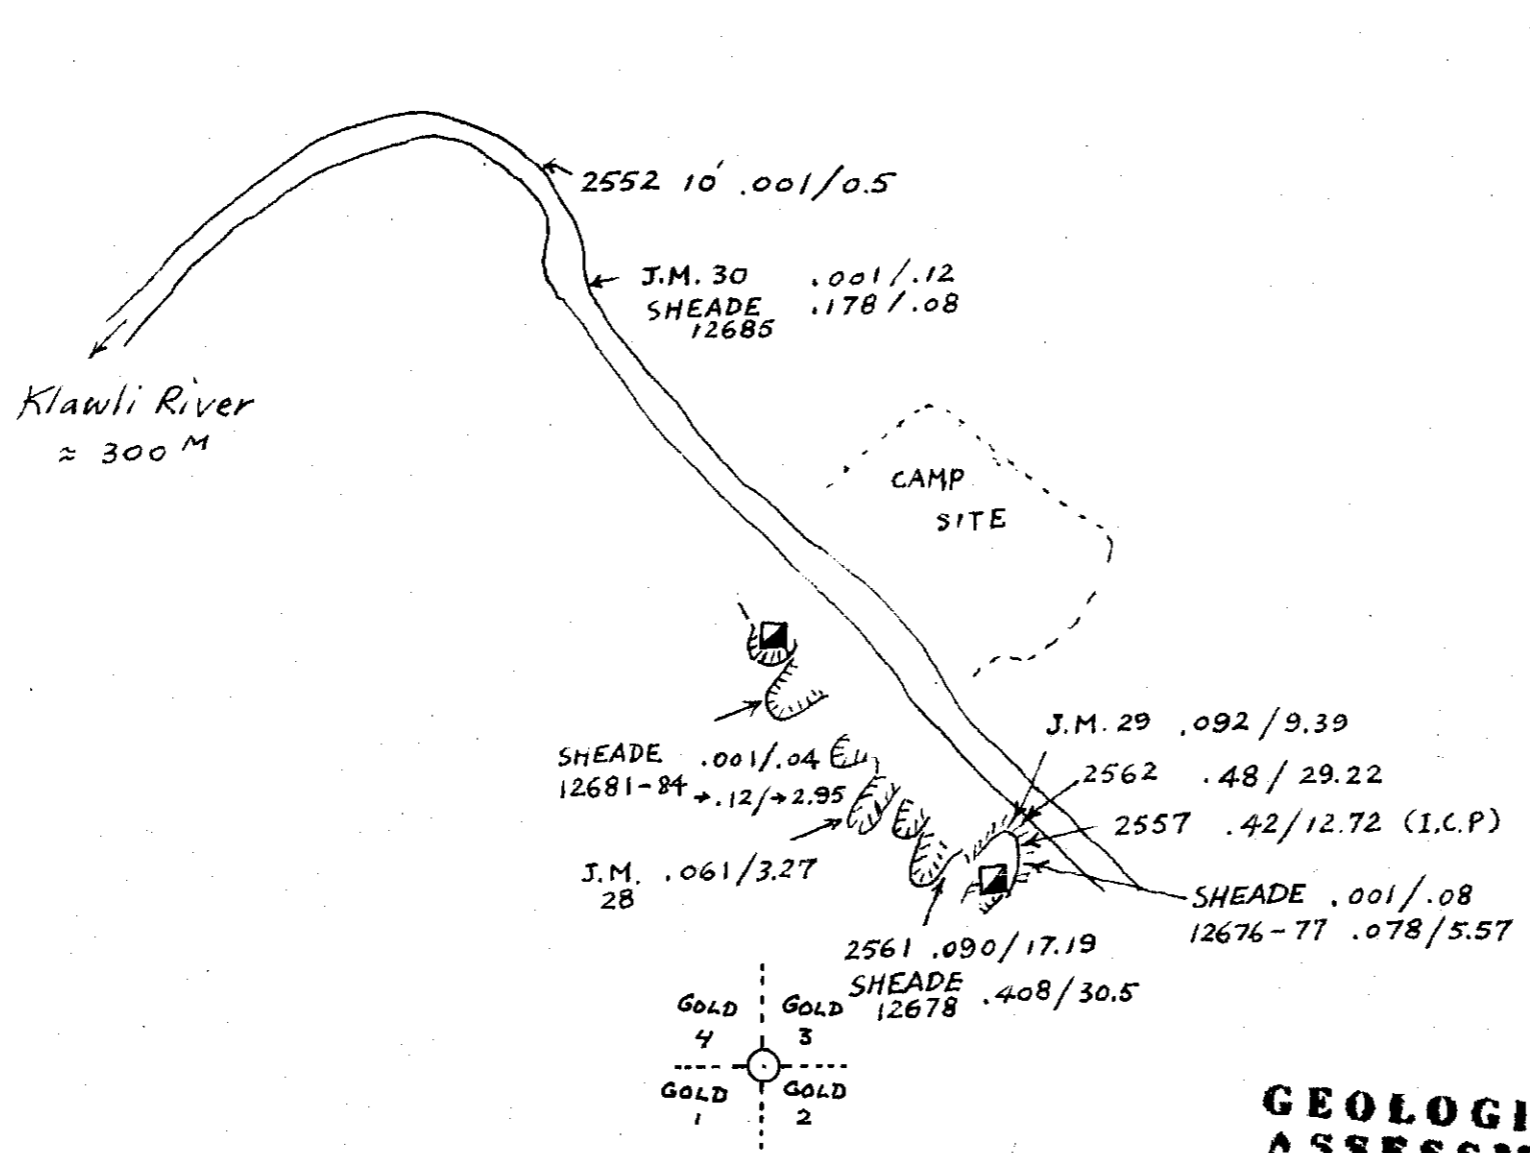 2552 10' .001/0.5
J.M. 30 .001/.12
SHEADE .178/.08
12685
Klawli River
≈ 300 M
CAMP
SITE
J.M. 29 .092/9.39
SHEADE .001/.04
12681-84 →.12/→2.95
2562 .48/29.22
2557 .42/12.72 (I.C.P)
J.M. .061/3.27
28
SHEADE .001/.08
12676-77 .078/5.57
2561 .090/17.19
SHEADE
12678 .408/30.5
GOLD GOLD
4 3
GOLD GOLD
1 2
GEOLOGI
ASSESSM